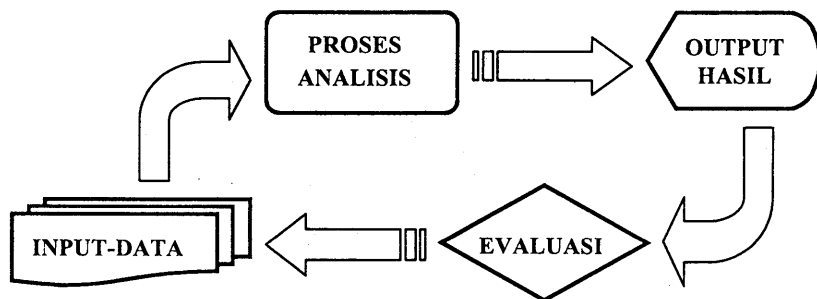 PROSES
ANALISIS
OUTPUT
HASIL
INPUT-DATA
EVALUASI